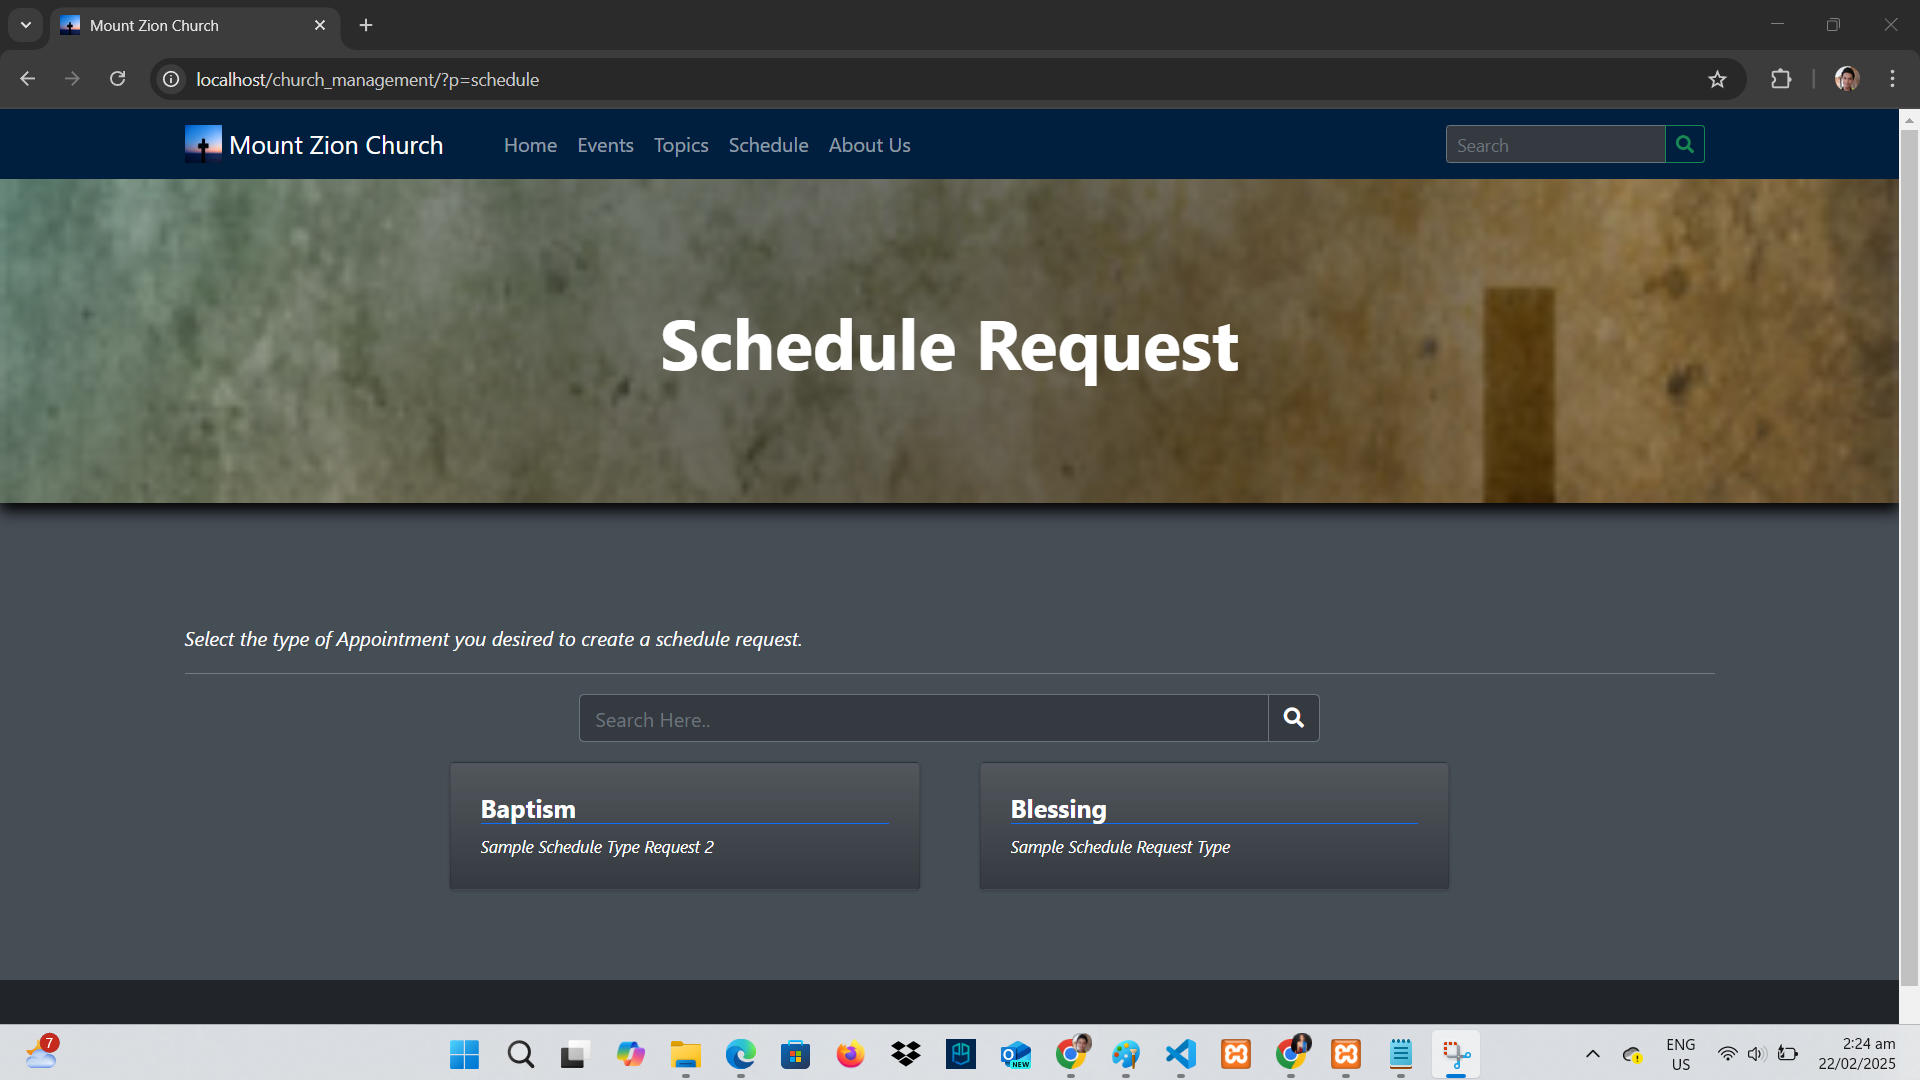 Mount Zion Church
localhost/church_management/?p=schedule
Mount Zion Church
Home
Events
Topics
Schedule
About Us
Search
Schedule Request
Select the type of Appointment you desired to create a schedule request.
Search Here..
Baptism
Sample Schedule Type Request 2
Blessing
Sample Schedule Request Type
7
NEW
ENG
US
2:24 am
22/02/2025